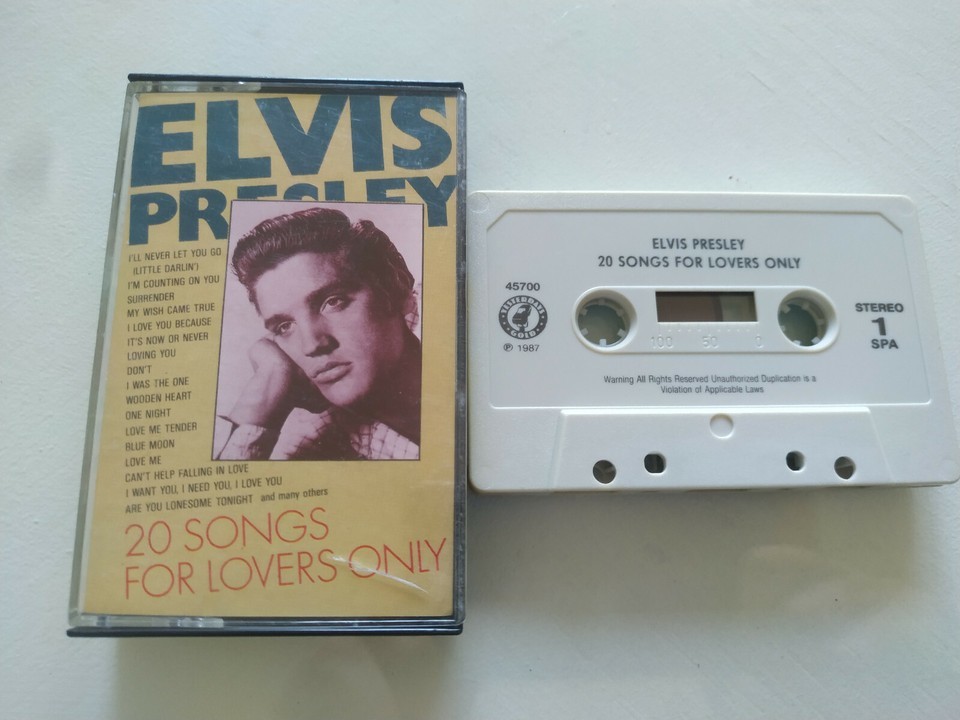 ELVIS
PRESLEY
I'LL NEVER LET YOU GO
(LITTLE DARLIN')
I'M COUNTING ON YOU
SURRENDER
MY WISH CAME TRUE
I LOVE YOU BECAUSE
IT'S NOW OR NEVER
LOVING YOU
DON'T
I WAS THE ONE
WOODEN HEART
ONE NIGHT
LOVE ME TENDER
BLUE MOON
LOVE ME
CAN'T HELP FALLING IN LOVE
I WANT YOU, I NEED YOU, I LOVE YOU
ARE YOU LONESOME TONIGHT and many others
20 SONGS
FOR LOVERS ONLY
ELVIS PRESLEY
20 SONGS FOR LOVERS ONLY
45700
YESTERDAYS
GOLD
℗ 1987
STEREO
1
SPA
100 50 0
Warning All Rights Reserved Unauthorized Duplication is a
Violation of Applicable Laws